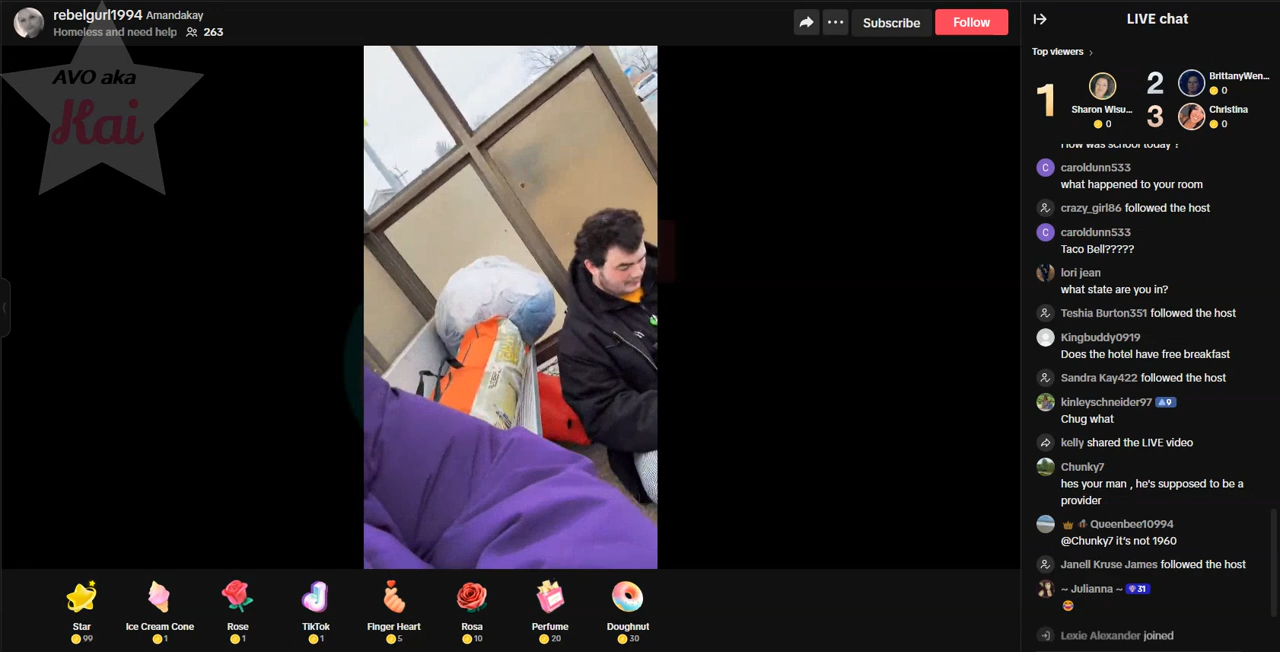 rebelgurl1994 Amandakay
Homeless and need help 263
Subscribe
Follow
AVO aka
Kai
LIVE chat
Top viewers
1
Sharon Wisu...
0
2
BrittanyWen...
0
3
Christina
0
How was school today ?
C
caroldunn533
what happened to your room
crazy_girl86 followed the host
C
caroldunn533
Taco Bell?????
lori jean
what state are you in?
Teshia Burton351 followed the host
Kingbuddy0919
Does the hotel have free breakfast
Sandra Kay422 followed the host
kinleyschneider97 9
Chug what
kelly shared the LIVE video
Chunky7
hes your man , he's supposed to be a
provider
Queenbee10994
@Chunky7 it's not 1960
Janell Kruse James followed the host
~ Julianna ~ 31
Lexie Alexander joined
Star
99
Ice Cream Cone
1
Rose
1
TikTok
1
Finger Heart
5
Rosa
10
Perfume
20
Doughnut
30